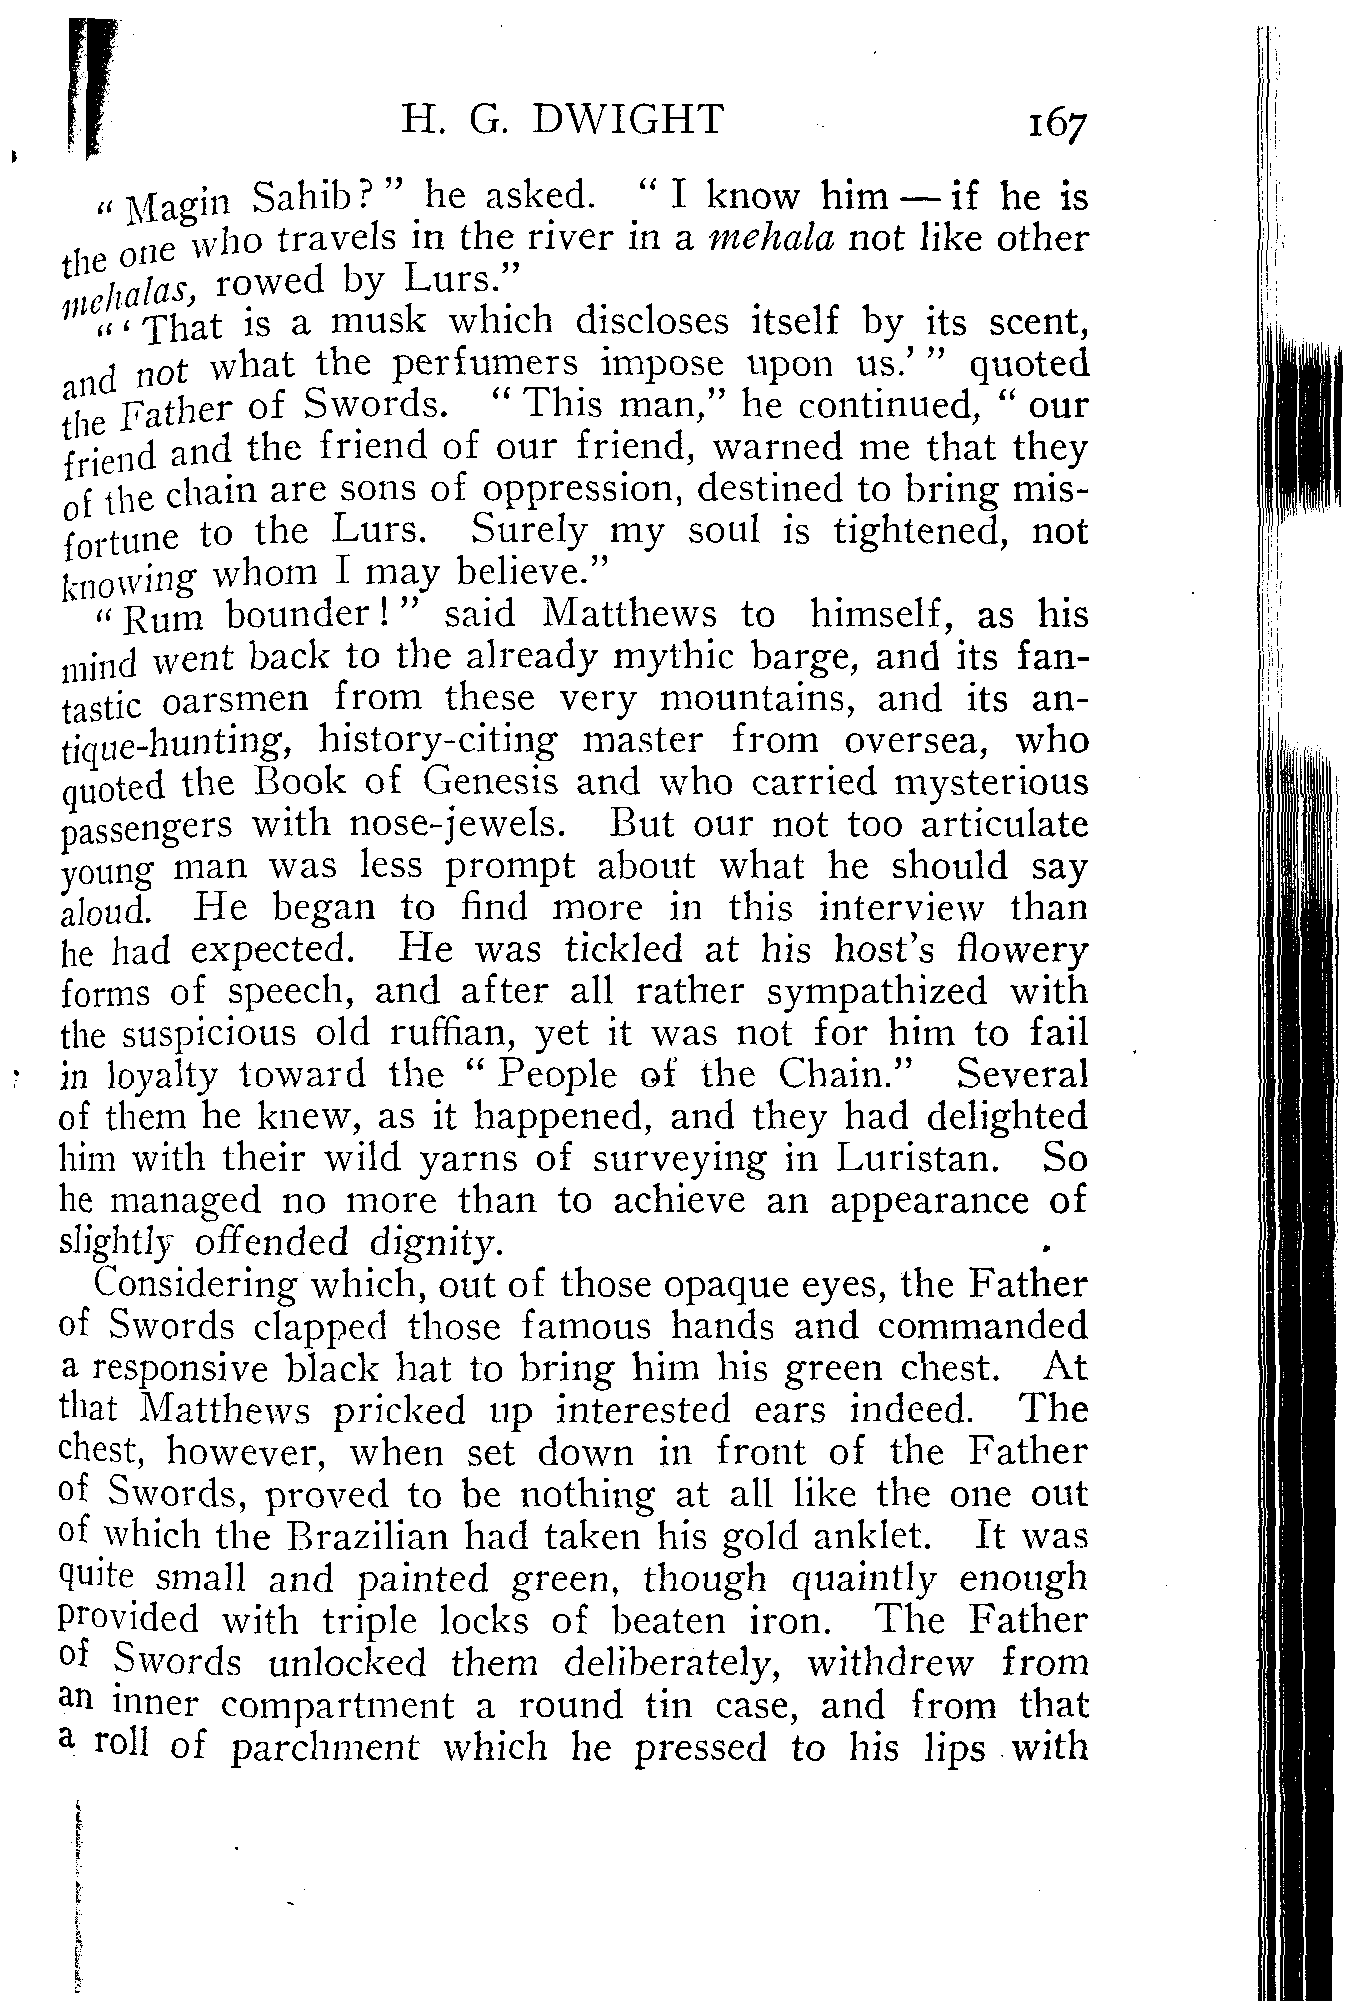 H. G. DWIGHT 167
“ Magin Sahib? ” he asked. “ I know him — if he is
the one who travels in the river in a mehala not like other
mehalas, rowed by Lurs.”
“ ‘ That is a musk which discloses itself by its scent,
and not what the perfumers impose upon us.’ ” quoted
the Father of Swords. “ This man,” he continued, “ our
friend and the friend of our friend, warned me that they
of the chain are sons of oppression, destined to bring mis-
fortune to the Lurs. Surely my soul is tightened, not
knowing whom I may believe.”
“ Rum bounder! ” said Matthews to himself, as his
mind went back to the already mythic barge, and its fan-
tastic oarsmen from these very mountains, and its an-
tique-hunting, history-citing master from oversea, who
quoted the Book of Genesis and who carried mysterious
passengers with nose-jewels. But our not too articulate
young man was less prompt about what he should say
aloud. He began to find more in this interview than
he had expected. He was tickled at his host’s flowery
forms of speech, and after all rather sympathized with
the suspicious old ruffian, yet it was not for him to fail
in loyalty toward the “ People of the Chain.” Several
of them he knew, as it happened, and they had delighted
him with their wild yarns of surveying in Luristan. So
he managed no more than to achieve an appearance of
slightly offended dignity.
Considering which, out of those opaque eyes, the Father
of Swords clapped those famous hands and commanded
a responsive black hat to bring him his green chest. At
that Matthews pricked up interested ears indeed. The
chest, however, when set down in front of the Father
of Swords, proved to be nothing at all like the one out
of which the Brazilian had taken his gold anklet. It was
quite small and painted green, though quaintly enough
provided with triple locks of beaten iron. The Father
of Swords unlocked them deliberately, withdrew from
an inner compartment a round tin case, and from that
a roll of parchment which he pressed to his lips with